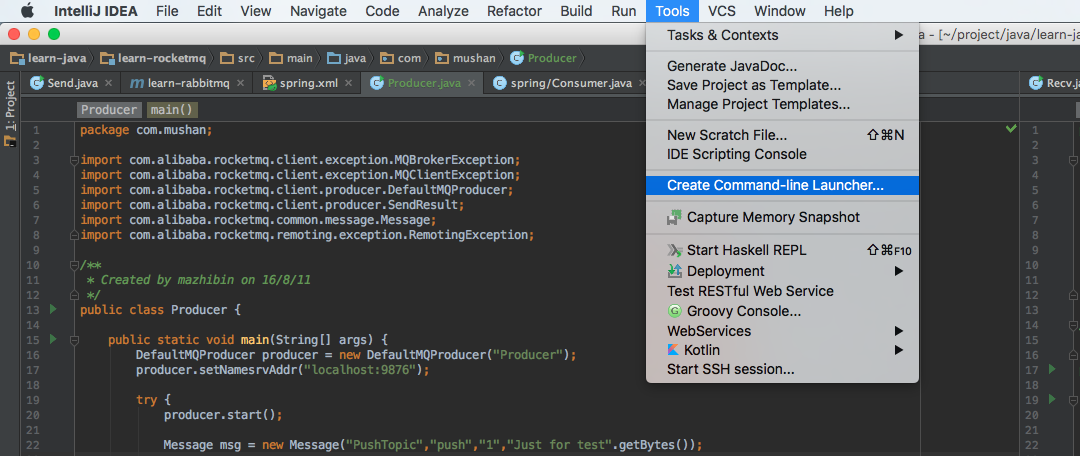 IntelliJ IDEA File Edit View Navigate Code Analyze Refactor Build Run Tools VCS Window Help
a - [~/project/java/learn-ja
learn-java learn-rocketmq src main java com mushan Producer
Send.java learn-rabbitmq spring.xml Producer.java spring/Consumer.java Recv.java
1: Project
Producer main()
Tasks & Contexts
Generate JavaDoc...
Save Project as Template...
Manage Project Templates...
New Scratch File... ⇧⌘N
IDE Scripting Console
Create Command-line Launcher...
Capture Memory Snapshot
Start Haskell REPL ⇧⌘F10
Deployment
Test RESTful Web Service
Groovy Console...
WebServices
Kotlin
Start SSH session...
1 package com.mushan;
2
3 import com.alibaba.rocketmq.client.exception.MQBrokerException;
4 import com.alibaba.rocketmq.client.exception.MQClientException;
5 import com.alibaba.rocketmq.client.producer.DefaultMQProducer;
6 import com.alibaba.rocketmq.client.producer.SendResult;
7 import com.alibaba.rocketmq.common.message.Message;
8 import com.alibaba.rocketmq.remoting.exception.RemotingException;
9
10 /**
11 * Created by mazhibin on 16/8/11
12 */
13 public class Producer {
14
15 public static void main(String[] args) {
16 DefaultMQProducer producer = new DefaultMQProducer("Producer");
17 producer.setNamesrvAddr("localhost:9876");
18
19 try {
20 producer.start();
21
22 Message msg = new Message("PushTopic","push","1","Just for test".getBytes());
1
2
3
4
5
6
7
8
9
10
11
12
13
14
15
16
17
18
19
20
21
22